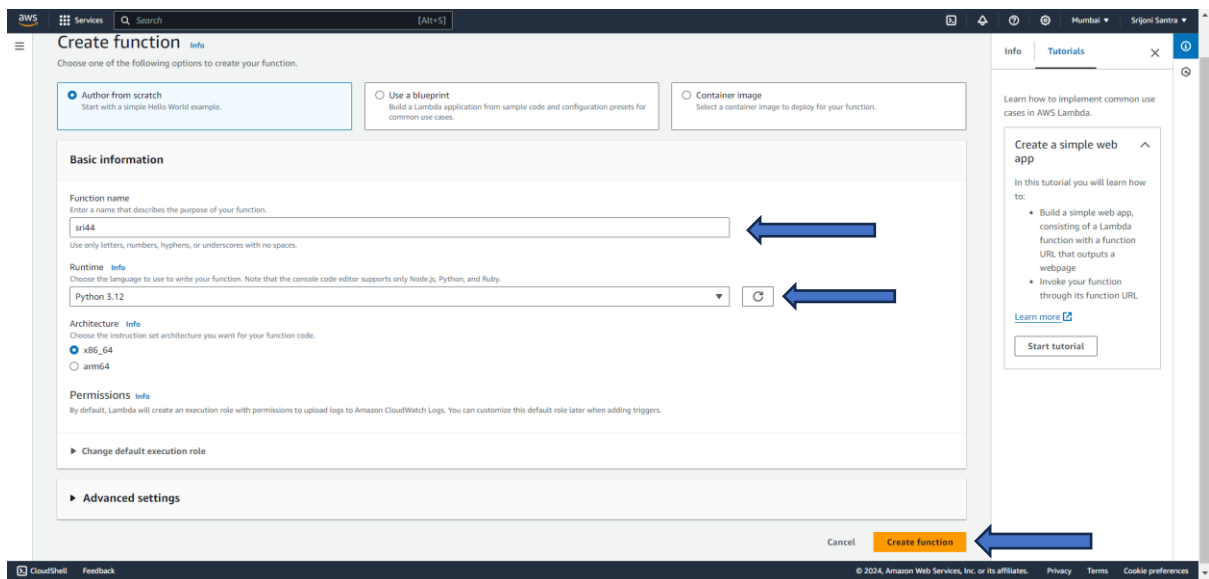 aws
Services
Search
[Alt+S]
Mumbai
Srijoni Santra
Create function Info
Choose one of the following options to create your function.
Author from scratch
Start with a simple Hello World example.
Use a blueprint
Build a Lambda application from sample code and configuration presets for
common use cases.
Container image
Select a container image to deploy for your function.
Basic information
Function name
Enter a name that describes the purpose of your function.
sri44
Use only letters, numbers, hyphens, or underscores with no spaces.
Runtime Info
Choose the language to use to write your function. Note that the console code editor supports only Node.js, Python, and Ruby.
Python 3.12
Architecture Info
Choose the instruction set architecture you want for your function code.
x86_64
arm64
Permissions Info
By default, Lambda will create an execution role with permissions to upload logs to Amazon CloudWatch Logs. You can customize this default role later when adding triggers.
Change default execution role
Advanced settings
Cancel
Create function
Info
Tutorials
Learn how to implement common use
cases in AWS Lambda.
Create a simple web
app
In this tutorial you will learn how
to:
• Build a simple web app,
consisting of a Lambda
function with a function
URL that outputs a
webpage
• Invoke your function
through its function URL
Learn more
Start tutorial
CloudShell
Feedback
© 2024, Amazon Web Services, Inc. or its affiliates.
Privacy
Terms
Cookie preferences